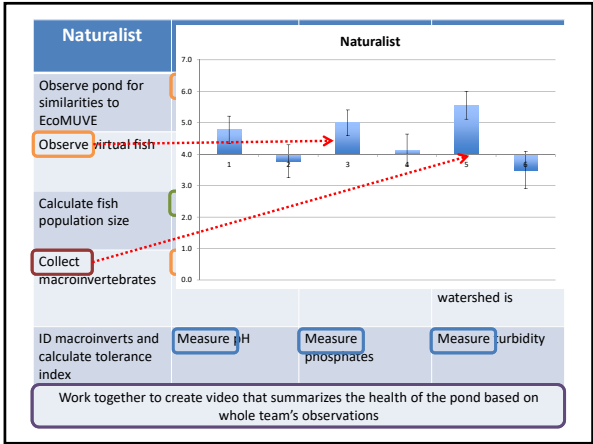 Naturalist
Naturalist
7.0
6.0
5.0
4.0
3.0
2.0
1.0
0.0
1 2 3 4 5 6
Observe pond for
similarities to
EcoMUVE
Observe virtual fish
Calculate fish
population size
Collect
macroinvertebrates
watershed is
ID macroinverts and
calculate tolerance
index
Measure pH
Measure
phosphates
Measure turbidity
Work together to create video that summarizes the health of the pond based on
whole team's observations